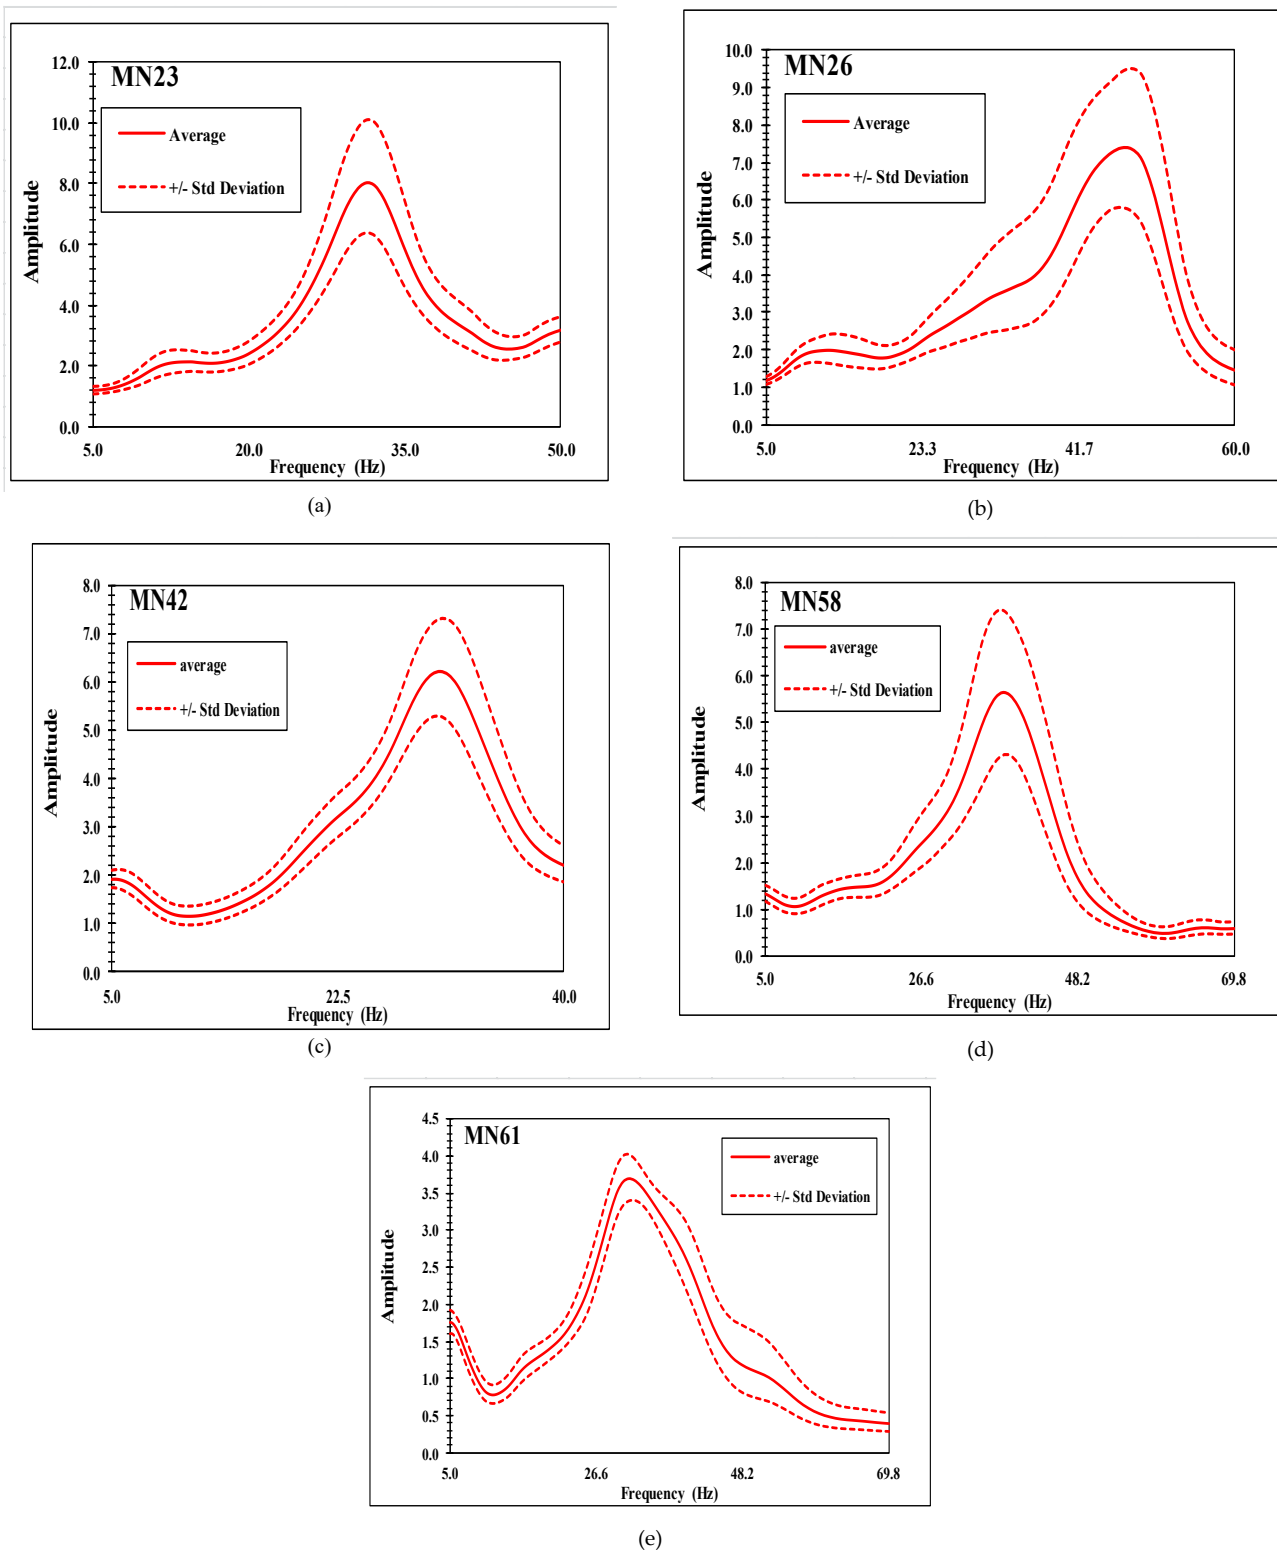 MN23
Average
+/- Std Deviation
12.0
10.0
8.0
6.0
4.0
2.0
0.0
Amplitude
5.0 20.0 35.0 50.0
Frequency (Hz)
(a)
MN26
Average
+/- Std Deviation
10.0
9.0
8.0
7.0
6.0
5.0
4.0
3.0
2.0
1.0
0.0
Amplitude
5.0 23.3 41.7 60.0
Frequency (Hz)
(b)
MN42
average
+/- Std Deviation
8.0
7.0
6.0
5.0
4.0
3.0
2.0
1.0
0.0
Amplitude
5.0 22.5 40.0
Frequency (Hz)
(c)
MN58
average
+/- Std Deviation
8.0
7.0
6.0
5.0
4.0
3.0
2.0
1.0
0.0
Amplitude
5.0 26.6 48.2 69.8
Frequency (Hz)
(d)
MN61
average
+/- Std Deviation
4.5
4.0
3.5
3.0
2.5
2.0
1.5
1.0
0.5
0.0
Amplitude
5.0 26.6 48.2 69.8
Frequency (Hz)
(e)